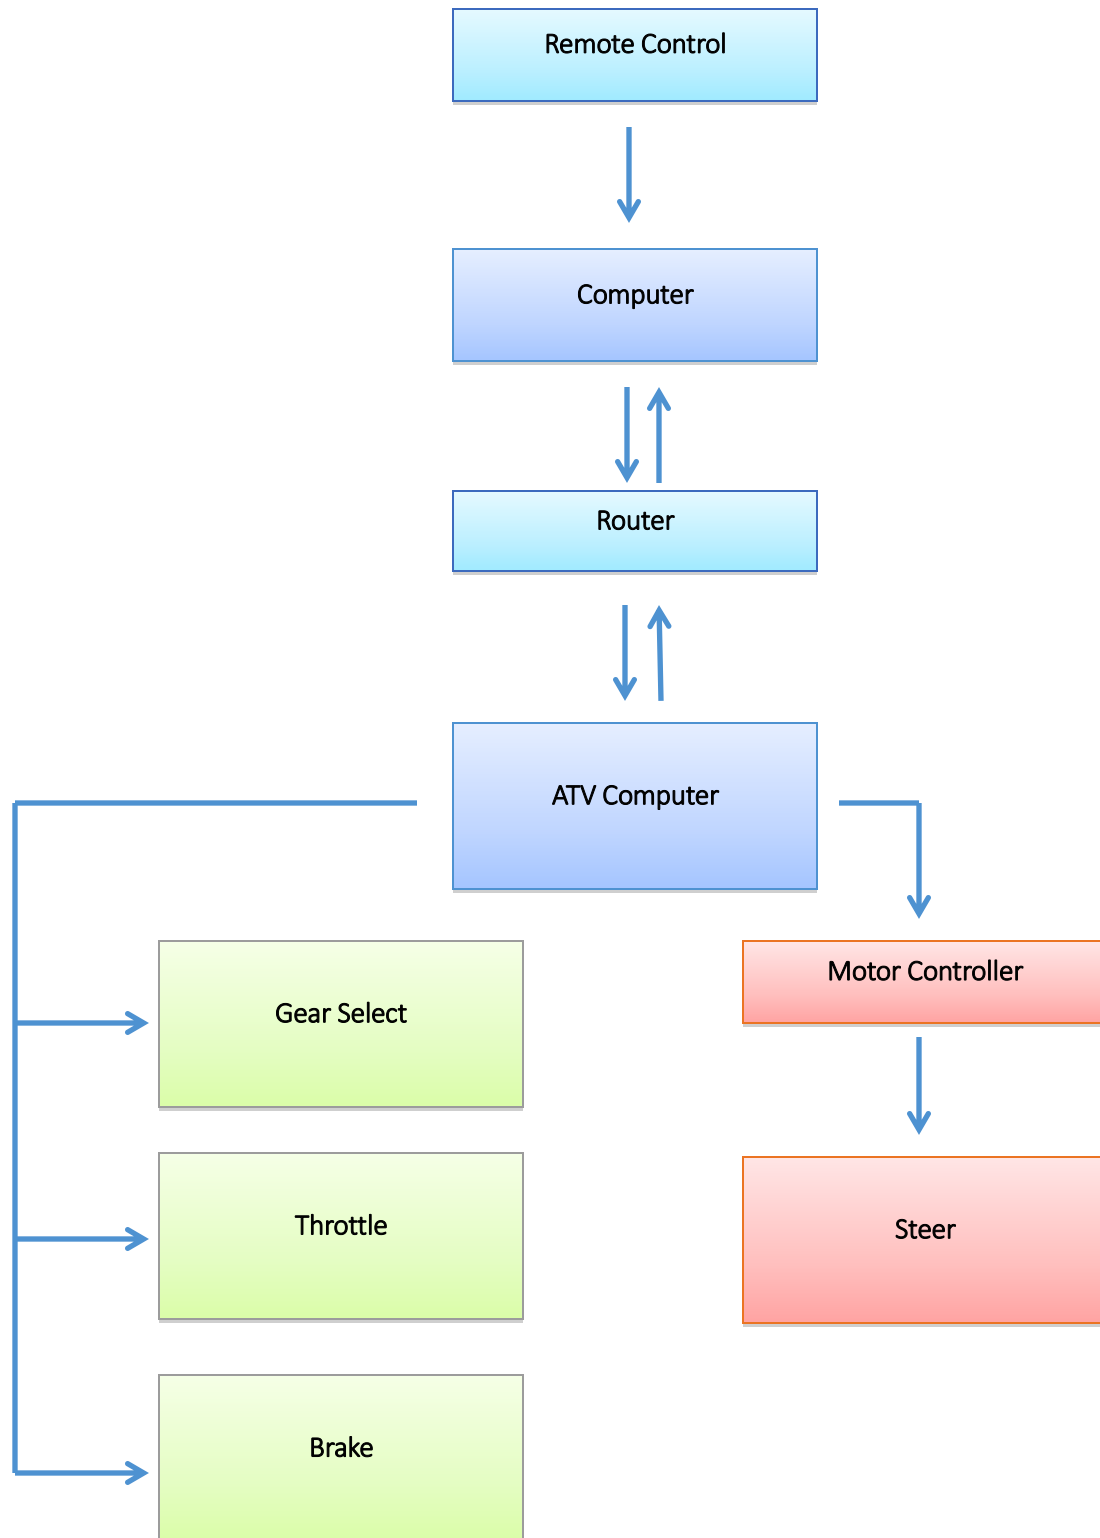 Remote Control
Computer
Router
ATV Computer
Motor Controller
Gear Select
Throttle
Steer
Brake